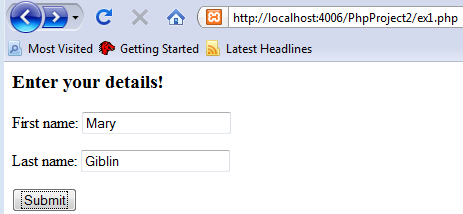 http://localhost:4006/PhpProject2/ex1.php
Most Visited Getting Started Latest Headlines
Enter your details!
First name: Mary
Last name: Giblin
Submit